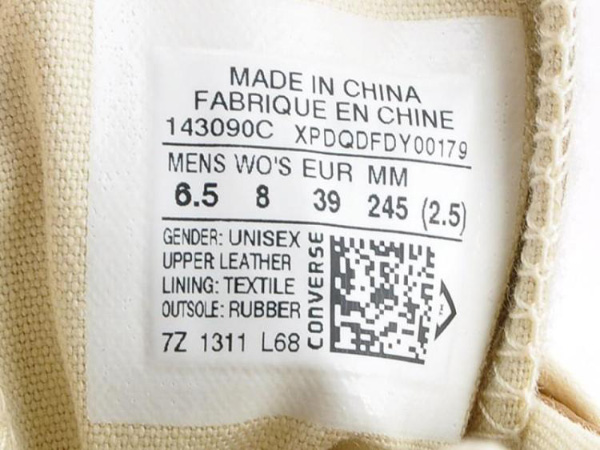 MADE IN CHINA
FABRIQUE EN CHINE
143090C XPDQDFDY00179
MENS WO'S EUR MM
6.5 8 39 245 (2.5)
GENDER: UNISEX
UPPER LEATHER
LINING: TEXTILE
OUTSOLE: RUBBER
7Z 1311 L68
CONVERSE
TM